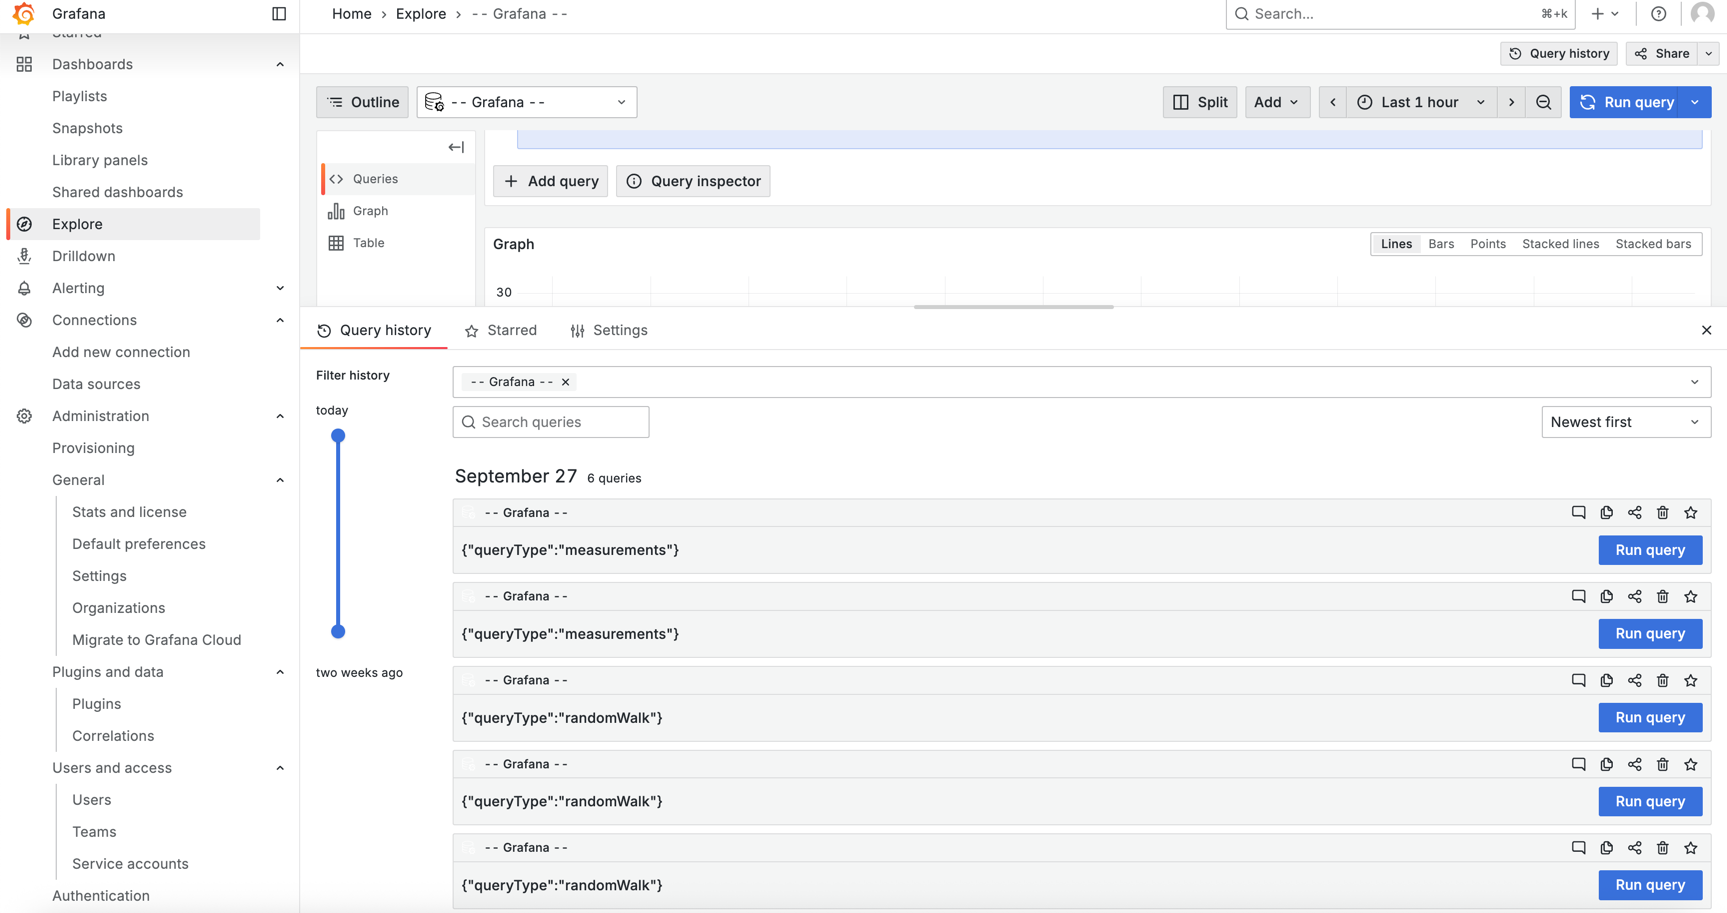 Grafana
Home › Explore › -- Grafana --
Search...
⌘+k
Starred
Dashboards
Playlists
Snapshots
Library panels
Shared dashboards
Explore
Drilldown
Alerting
Connections
Add new connection
Data sources
Administration
Provisioning
General
Stats and license
Default preferences
Settings
Organizations
Migrate to Grafana Cloud
Plugins and data
Plugins
Correlations
Users and access
Users
Teams
Service accounts
Authentication
Query history
Share
Outline
-- Grafana --
Split
Add
Last 1 hour
Run query
Queries
Graph
Table
Add query
Query inspector
Graph
Lines Bars Points Stacked lines Stacked bars
30
Query history
Starred
Settings
Filter history
today
two weeks ago
-- Grafana --
Search queries
Newest first
September 27 6 queries
-- Grafana --
{"queryType":"measurements"}
Run query
-- Grafana --
{"queryType":"measurements"}
Run query
-- Grafana --
{"queryType":"randomWalk"}
Run query
-- Grafana --
{"queryType":"randomWalk"}
Run query
-- Grafana --
{"queryType":"randomWalk"}
Run query